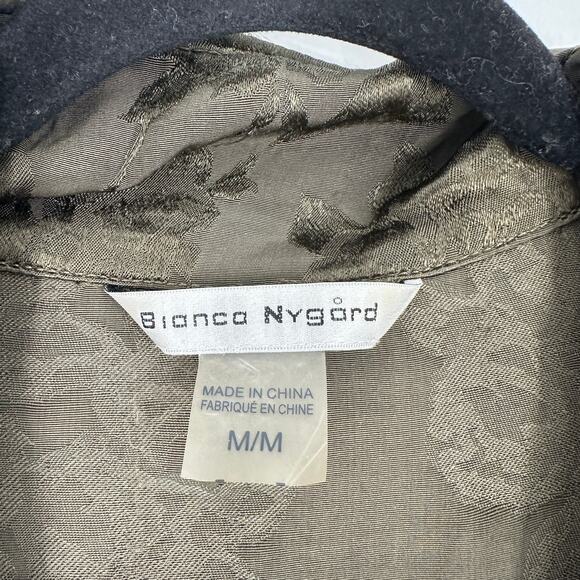 Bianca Nygård
MADE IN CHINA
FABRIQUÉ EN CHINE
M/M